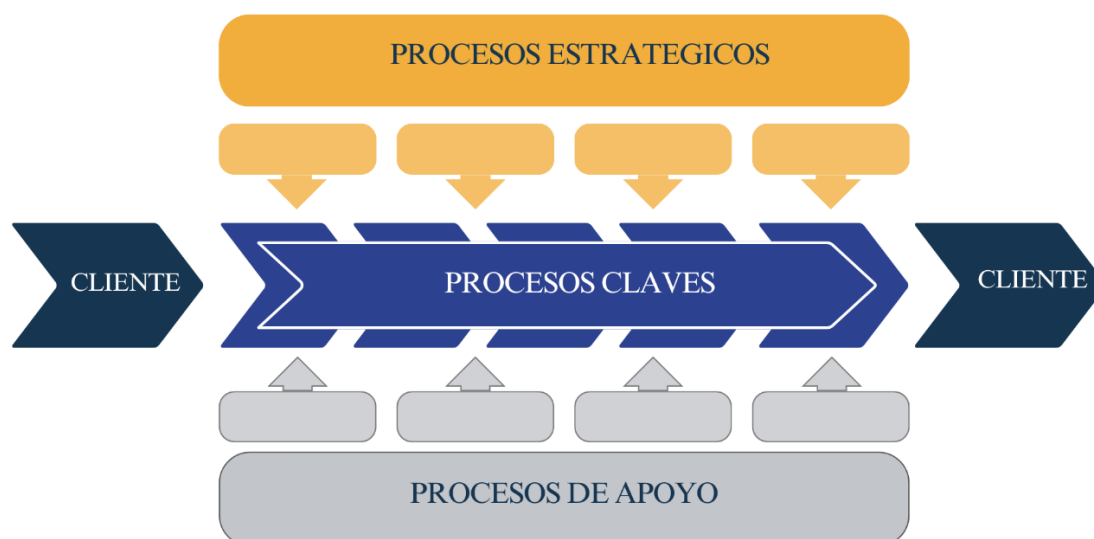 PROCESOS ESTRATEGICOS
CLIENTE
PROCESOS CLAVES
CLIENTE
PROCESOS DE APOYO